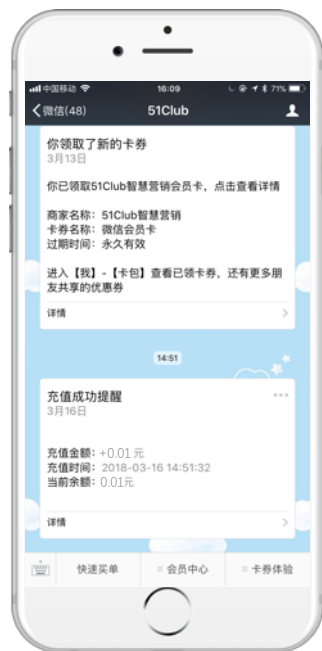 中国移动
16:09
71%
微信(48)
51Club
你领取了新的卡券
3月13日
你已领取51Club智慧营销会员卡，点击查看详情
商家名称：51Club智慧营销
卡券名称：微信会员卡
过期时间：永久有效
进入【我】-【卡包】查看已领卡券，还有更多朋
友共享的优惠券
详情
14:51
充值成功提醒
3月16日
充值金额：+0.01 元
充值时间：2018-03-16 14:51:32
当前余额：0.01元
详情
快速买单
会员中心
卡券体验